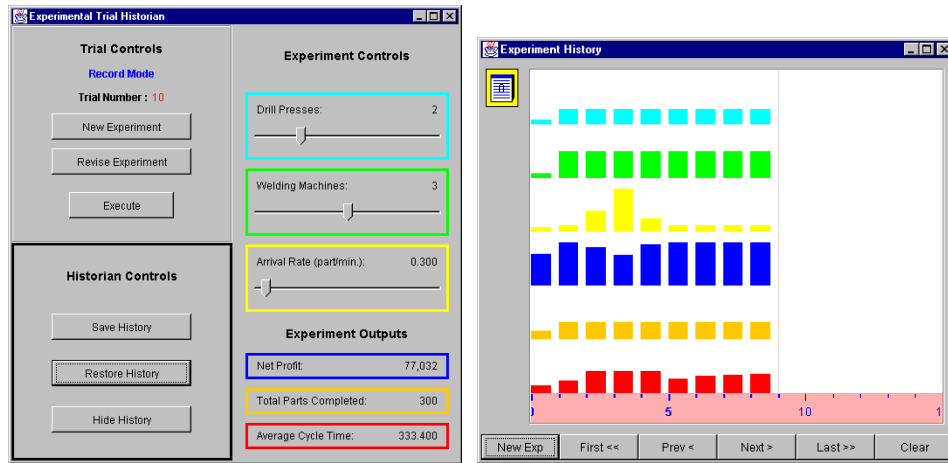 Experimental Trial Historian
Trial Controls
Record Mode
Trial Number : 10
New Experiment
Revise Experiment
Execute
Historian Controls
Save History
Restore History
Hide History
Experiment Controls
Drill Presses: 2
Welding Machines: 3
Arrival Rate (part/min.): 0.300
Experiment Outputs
Net Profit: 77,032
Total Parts Completed: 300
Average Cycle Time: 333.400
Experiment History
5 10 1
New Exp First << Prev < Next > Last >> Clear